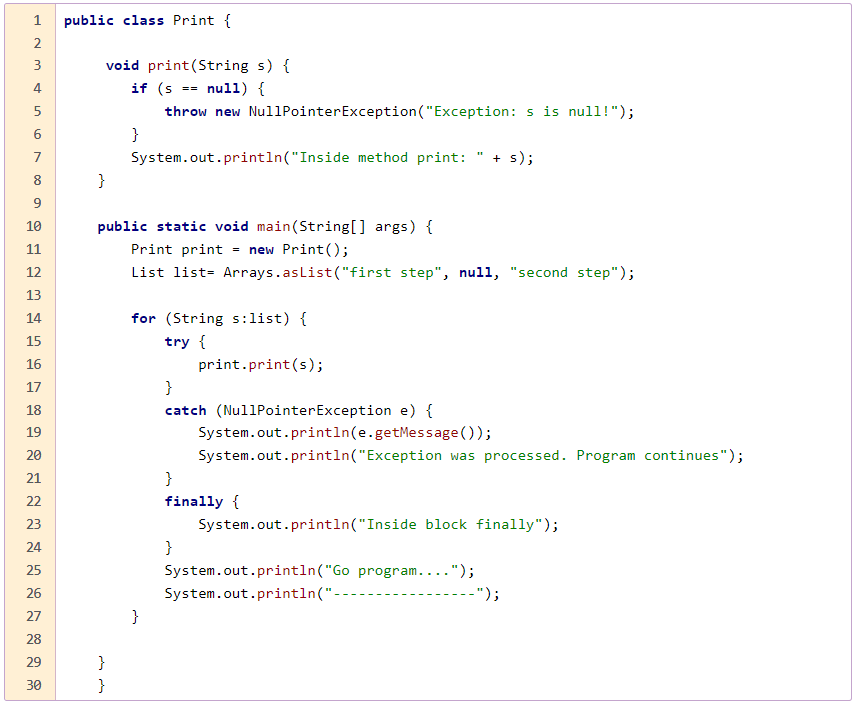 1 public class Print {
2
3 void print(String s) {
4 if (s == null) {
5 throw new NullPointerException("Exception: s is null!");
6 }
7 System.out.println("Inside method print: " + s);
8 }
9
10 public static void main(String[] args) {
11 Print print = new Print();
12 List list= Arrays.asList("first step", null, "second step");
13
14 for (String s:list) {
15 try {
16 print.print(s);
17 }
18 catch (NullPointerException e) {
19 System.out.println(e.getMessage());
20 System.out.println("Exception was processed. Program continues");
21 }
22 finally {
23 System.out.println("Inside block finally");
24 }
25 System.out.println("Go program....");
26 System.out.println("-----------------");
27 }
28
29 }
30 }